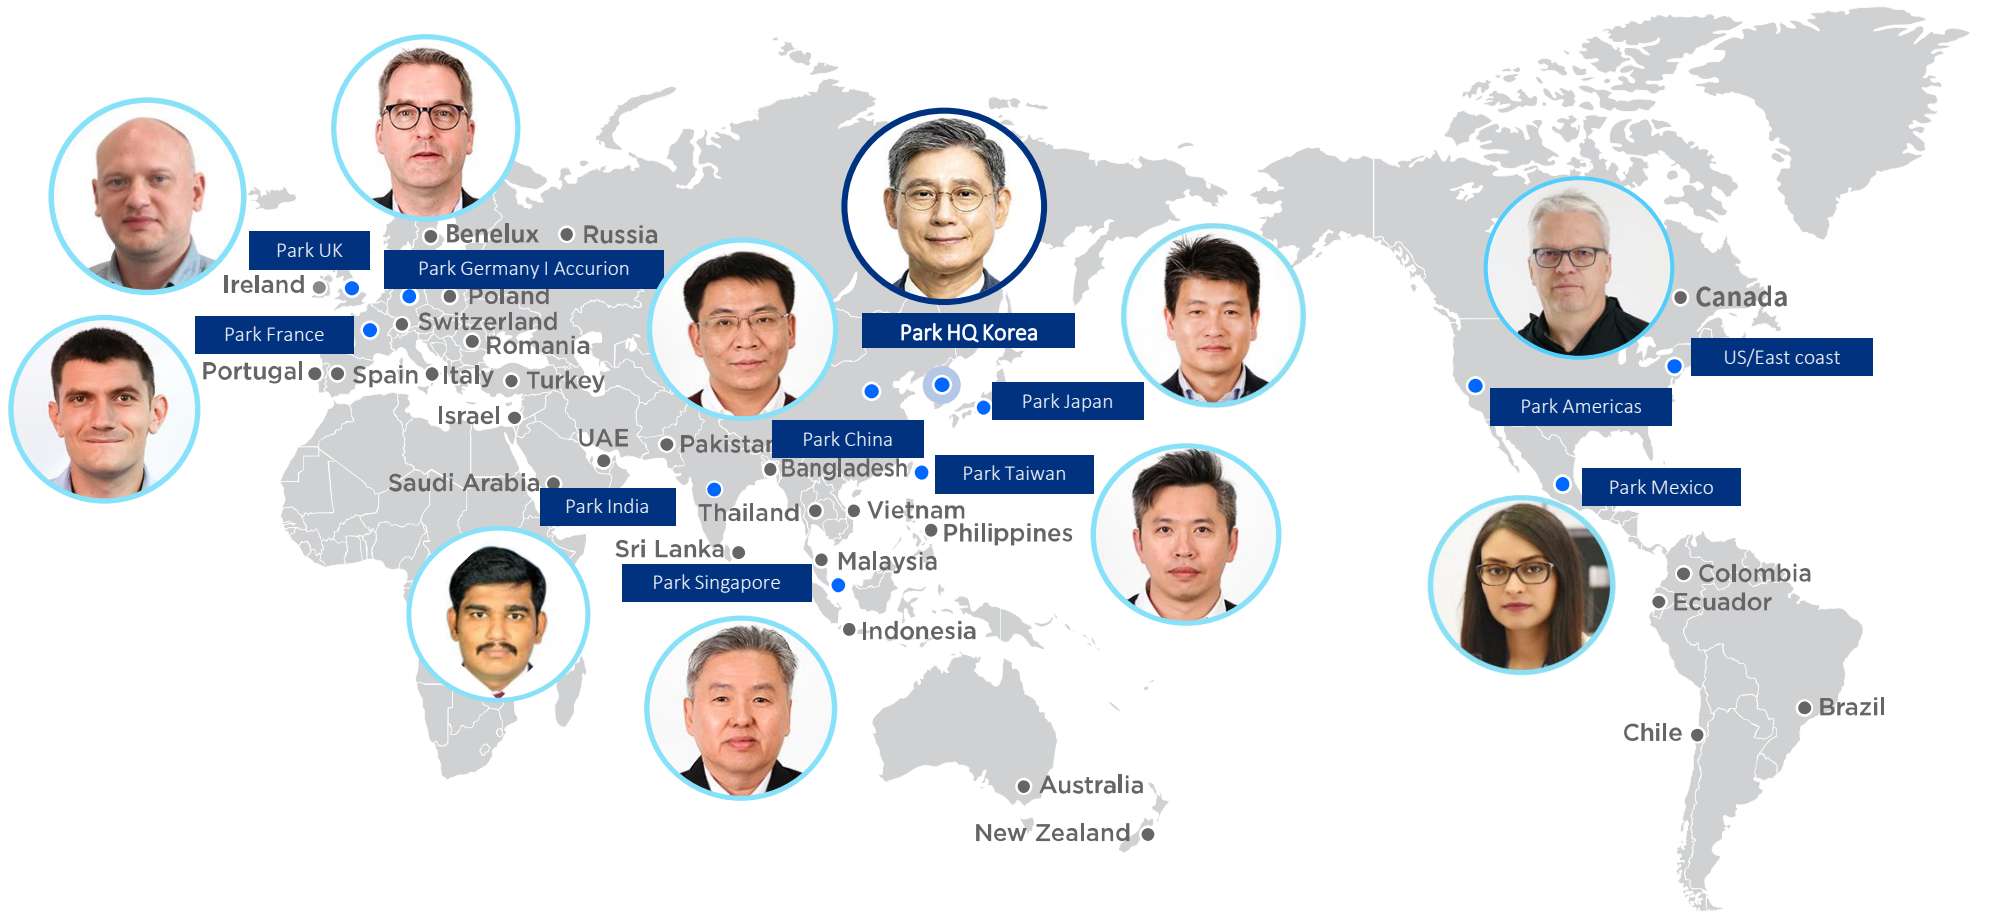 Benelux
Russia
Park UK
Park Germany I Accurion
Ireland
Poland
Canada
Park France
Switzerland
Romania
Park HQ Korea
US/East coast
Portugal
Spain
Italy
Turkey
Park Japan
Park Americas
Israel
UAE
Pakistan
Park China
Bangladesh
Park Taiwan
Saudi Arabia
Park India
Park Mexico
Thailand
Vietnam
Philippines
Sri Lanka
Malaysia
Park Singapore
Colombia
Ecuador
Indonesia
Brazil
Chile
Australia
New Zealand